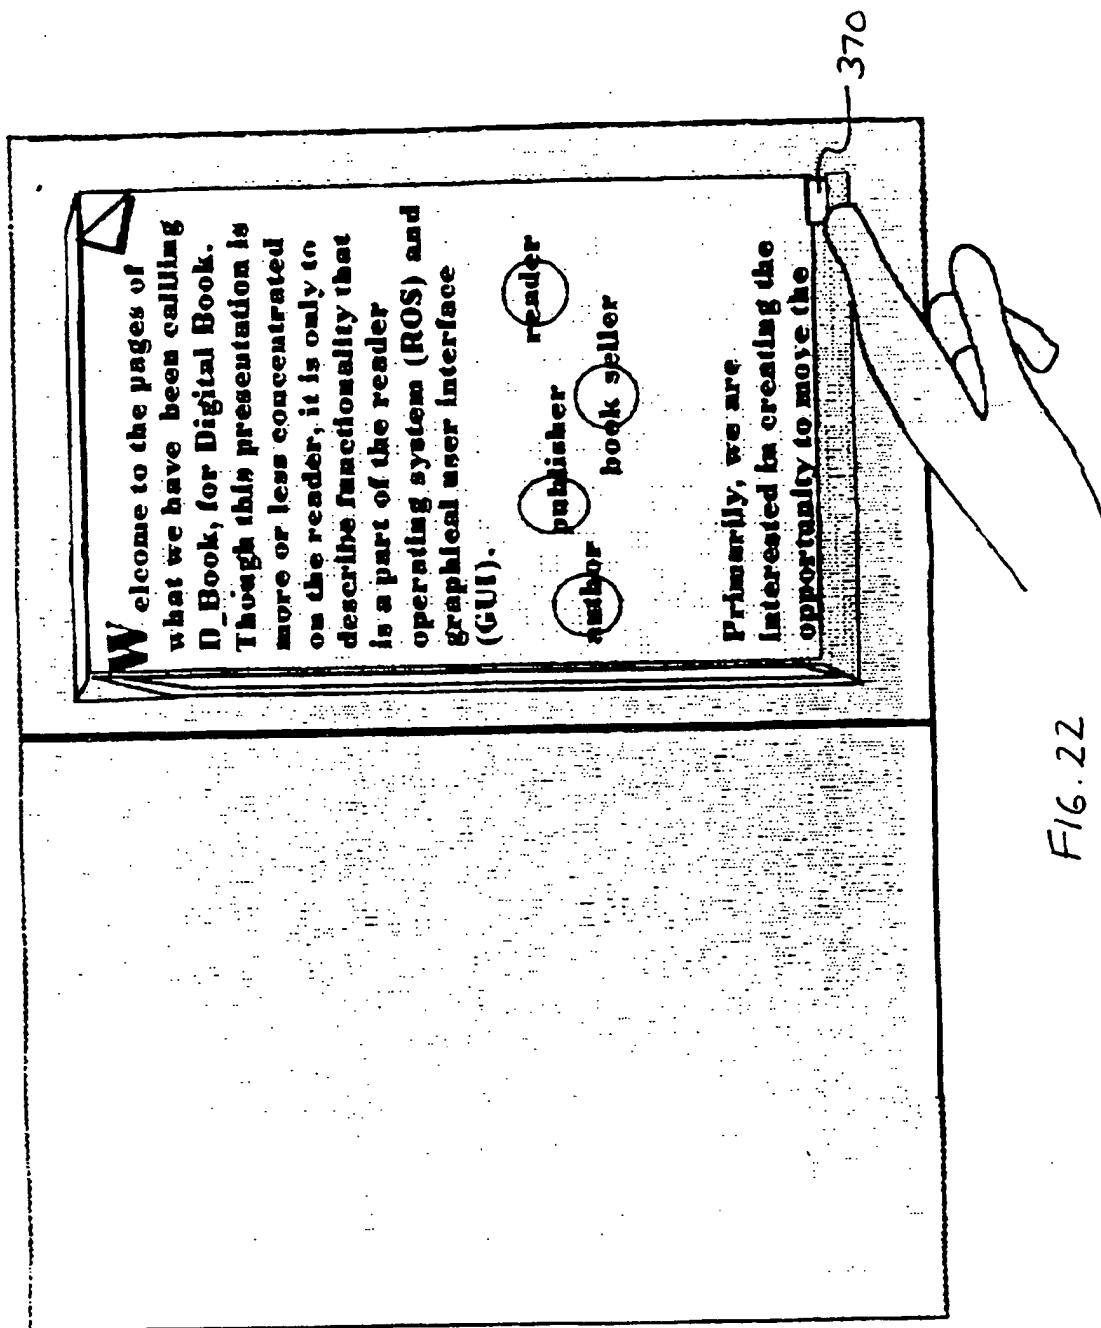 Welcome to the pages of
what we have been callling
D_Book, for Digital Book.
Though this presentation is
more or less concentrated
on the reader, it is only to
describe functionality that
is a part of the reader
operating system (ROS) and
graphical user interface
(GUI).
author
publisher
book seller
reader
Primarily, we are
interested in creating the
opportunity to move the
370
FIG. 22